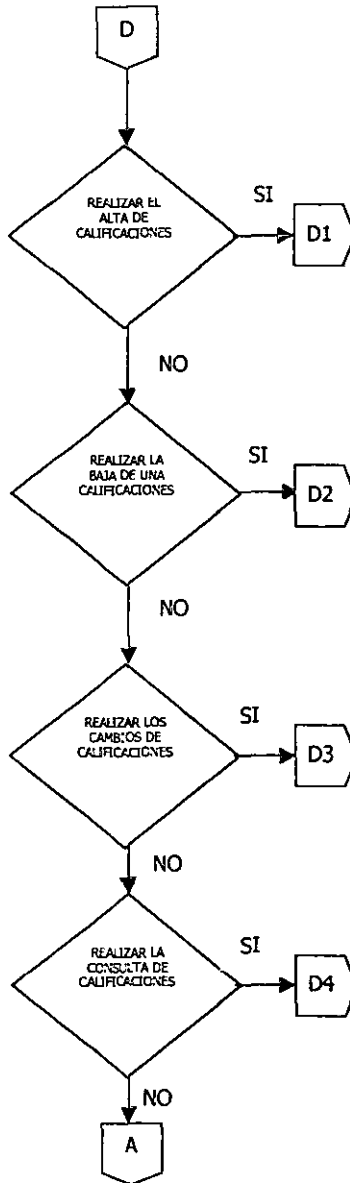 D
REALIZAR EL
ALTA DE
CALIFICACIONES
SI
D1
NO
REALIZAR LA
BAJA DE UNA
CALIFICACIONES
SI
D2
NO
REALIZAR LOS
CAMBIOS DE
CALIFICACIONES
SI
D3
NO
REALIZAR LA
CONSULTA DE
CALIFICACIONES
SI
D4
NO
A